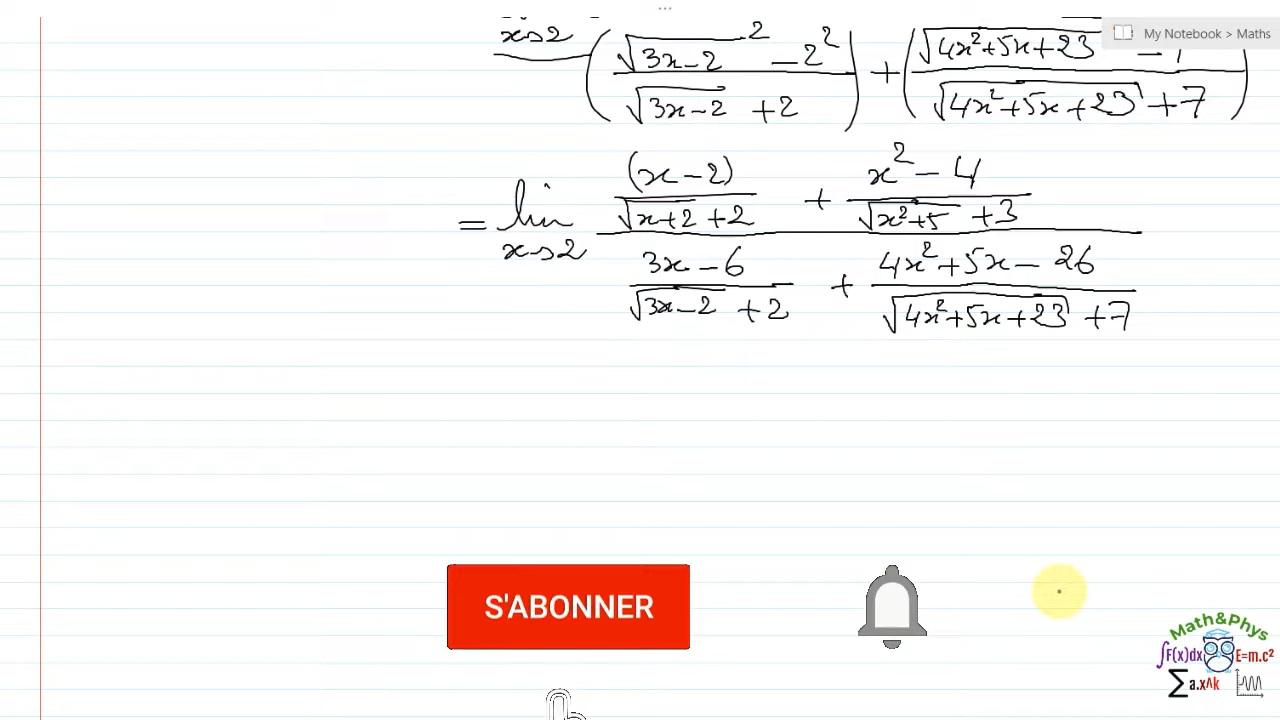 ...
My Notebook > Maths
x→2 ( (√(3x−2)² − 2²) / (√(3x−2) + 2) ) + ( √(4x²+5x+23) − / (√(4x²+5x+23) + 7) )
= lim x→2 ( (x−2) / (√(x+2) + 2) + (x² − 4) / (√(x²+5) + 3) ) / ( (3x − 6) / (√(3x−2) + 2) + (4x²+5x−26) / (√(4x²+5x+23) + 7) )
S'ABONNER
Math&Phys
∫F(x)dx E=m.c²
∑ a.x^k